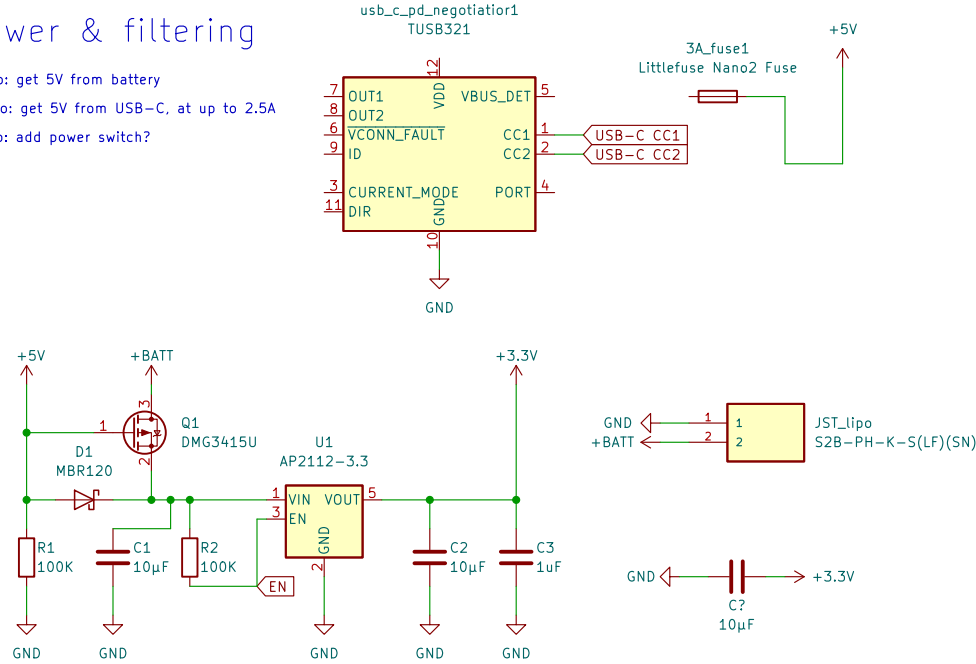 wer & filtering
o: get 5V from battery
o: get 5V from USB-C, at up to 2.5A
o: add power switch?
usb_c_pd_negotiatior1
TUSB321
12
VDD
7 OUT1
8 OUT2
6 VCONN_FAULT
9 ID
3 CURRENT_MODE
11 DIR
VBUS_DET 5
CC1 1 USB-C CC1
CC2 2 USB-C CC2
PORT 4
GND
10
GND
3A_fuse1
Littlefuse Nano2 Fuse
+5V
+5V
+BATT
3
1
2
Q1
DMG3415U
D1
MBR120
R1
100K
GND
C1
10µF
GND
R2
100K
EN
U1
AP2112-3.3
1 VIN
3 EN
VOUT 5
GND
2
GND
+3.3V
C2
10µF
GND
C3
1uF
GND
GND 1 1
+BATT 2 2
JST_lipo
S2B-PH-K-S(LF)(SN)
GND
+3.3V
C?
10µF